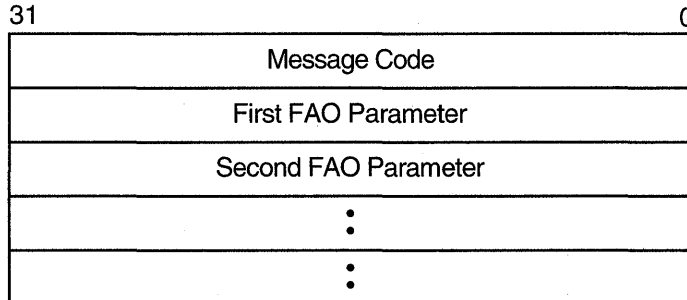 31 0
Message Code
First FAO Parameter
Second FAO Parameter